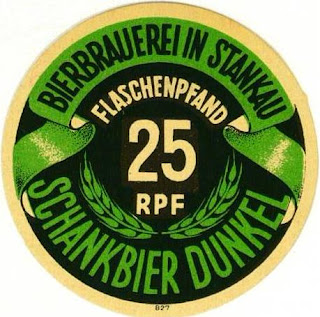 BIERBRAUEREI IN STANKAU
FLASCHENPFAND
25
RPF
SCHANKBIER DUNKEL
827